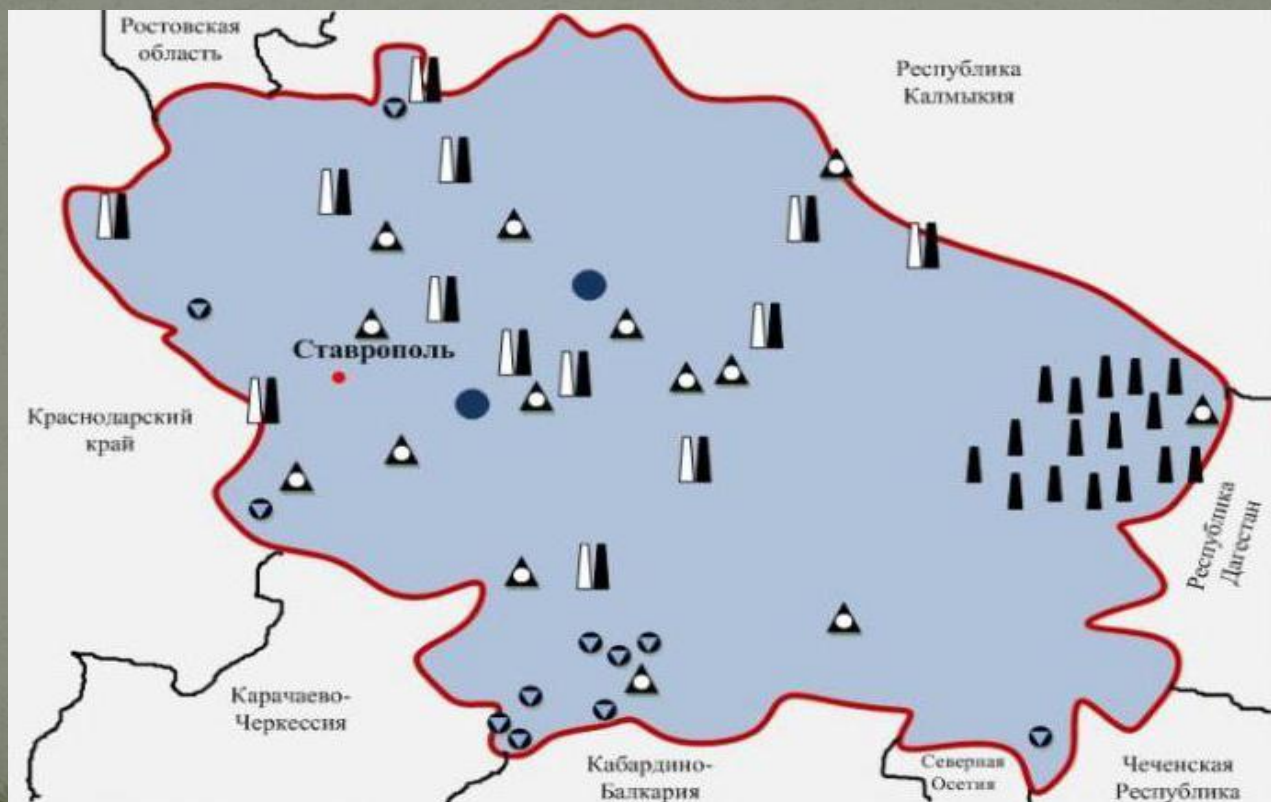 Ростовская
область
Республика
Калмыкия
Ставрополь
Краснодарский
край
Республика
Дагестан
Карачаево-
Черкессия
Кабардино-
Балкария
Северная
Осетия
Чеченская
Республика